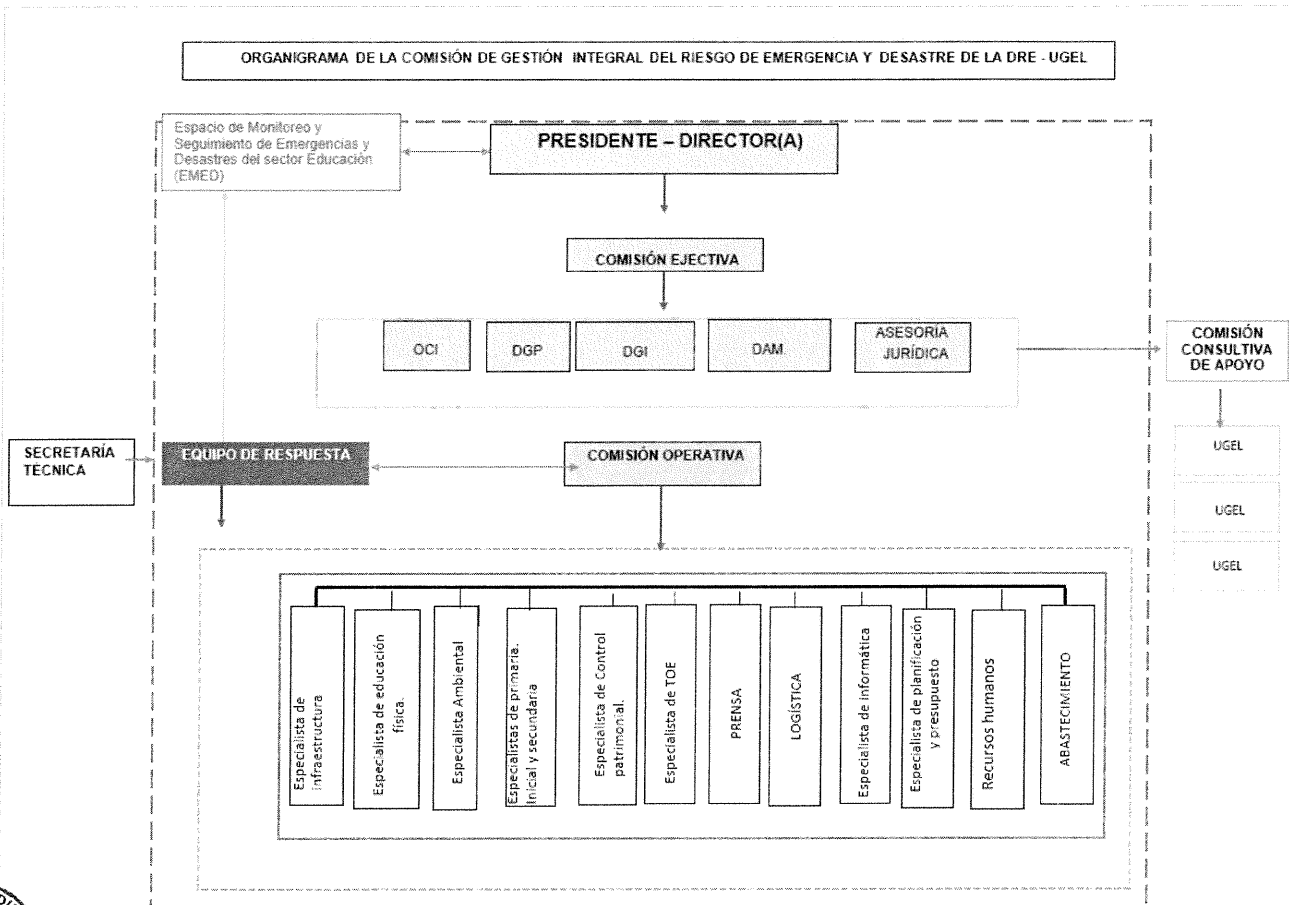 ORGANIGRAMA DE LA COMISIÓN DE GESTIÓN INTEGRAL DEL RIESGO DE EMERGENCIA Y DESASTRE DE LA DRE - UGEL
Espacio de Monitoreo y
Seguimiento de Emergencias y
Desastres del sector Educación
(EMED)
PRESIDENTE – DIRECTOR(A)
COMISIÓN EJECTIVA
OCI
DGP
DGI
DAM
ASESORÍA
JURÍDICA
COMISIÓN
CONSULTIVA
DE APOYO
SECRETARÍA
TÉCNICA
EQUIPO DE RESPUESTA
COMISIÓN OPERATIVA
UGEL
UGEL
UGEL
Especialista de
infraestructura
Especialista de educación
física.
Especialista Ambiental
Especialistas de primaria.
Inicial y secundaria
Especialista de Control
patrimonial.
Especialista de TOE
PRENSA
LOGÍSTICA
Especialista de informática
Especialista de planificación
y presupuesto
Recursos humanos
ABASTECIMIENTO